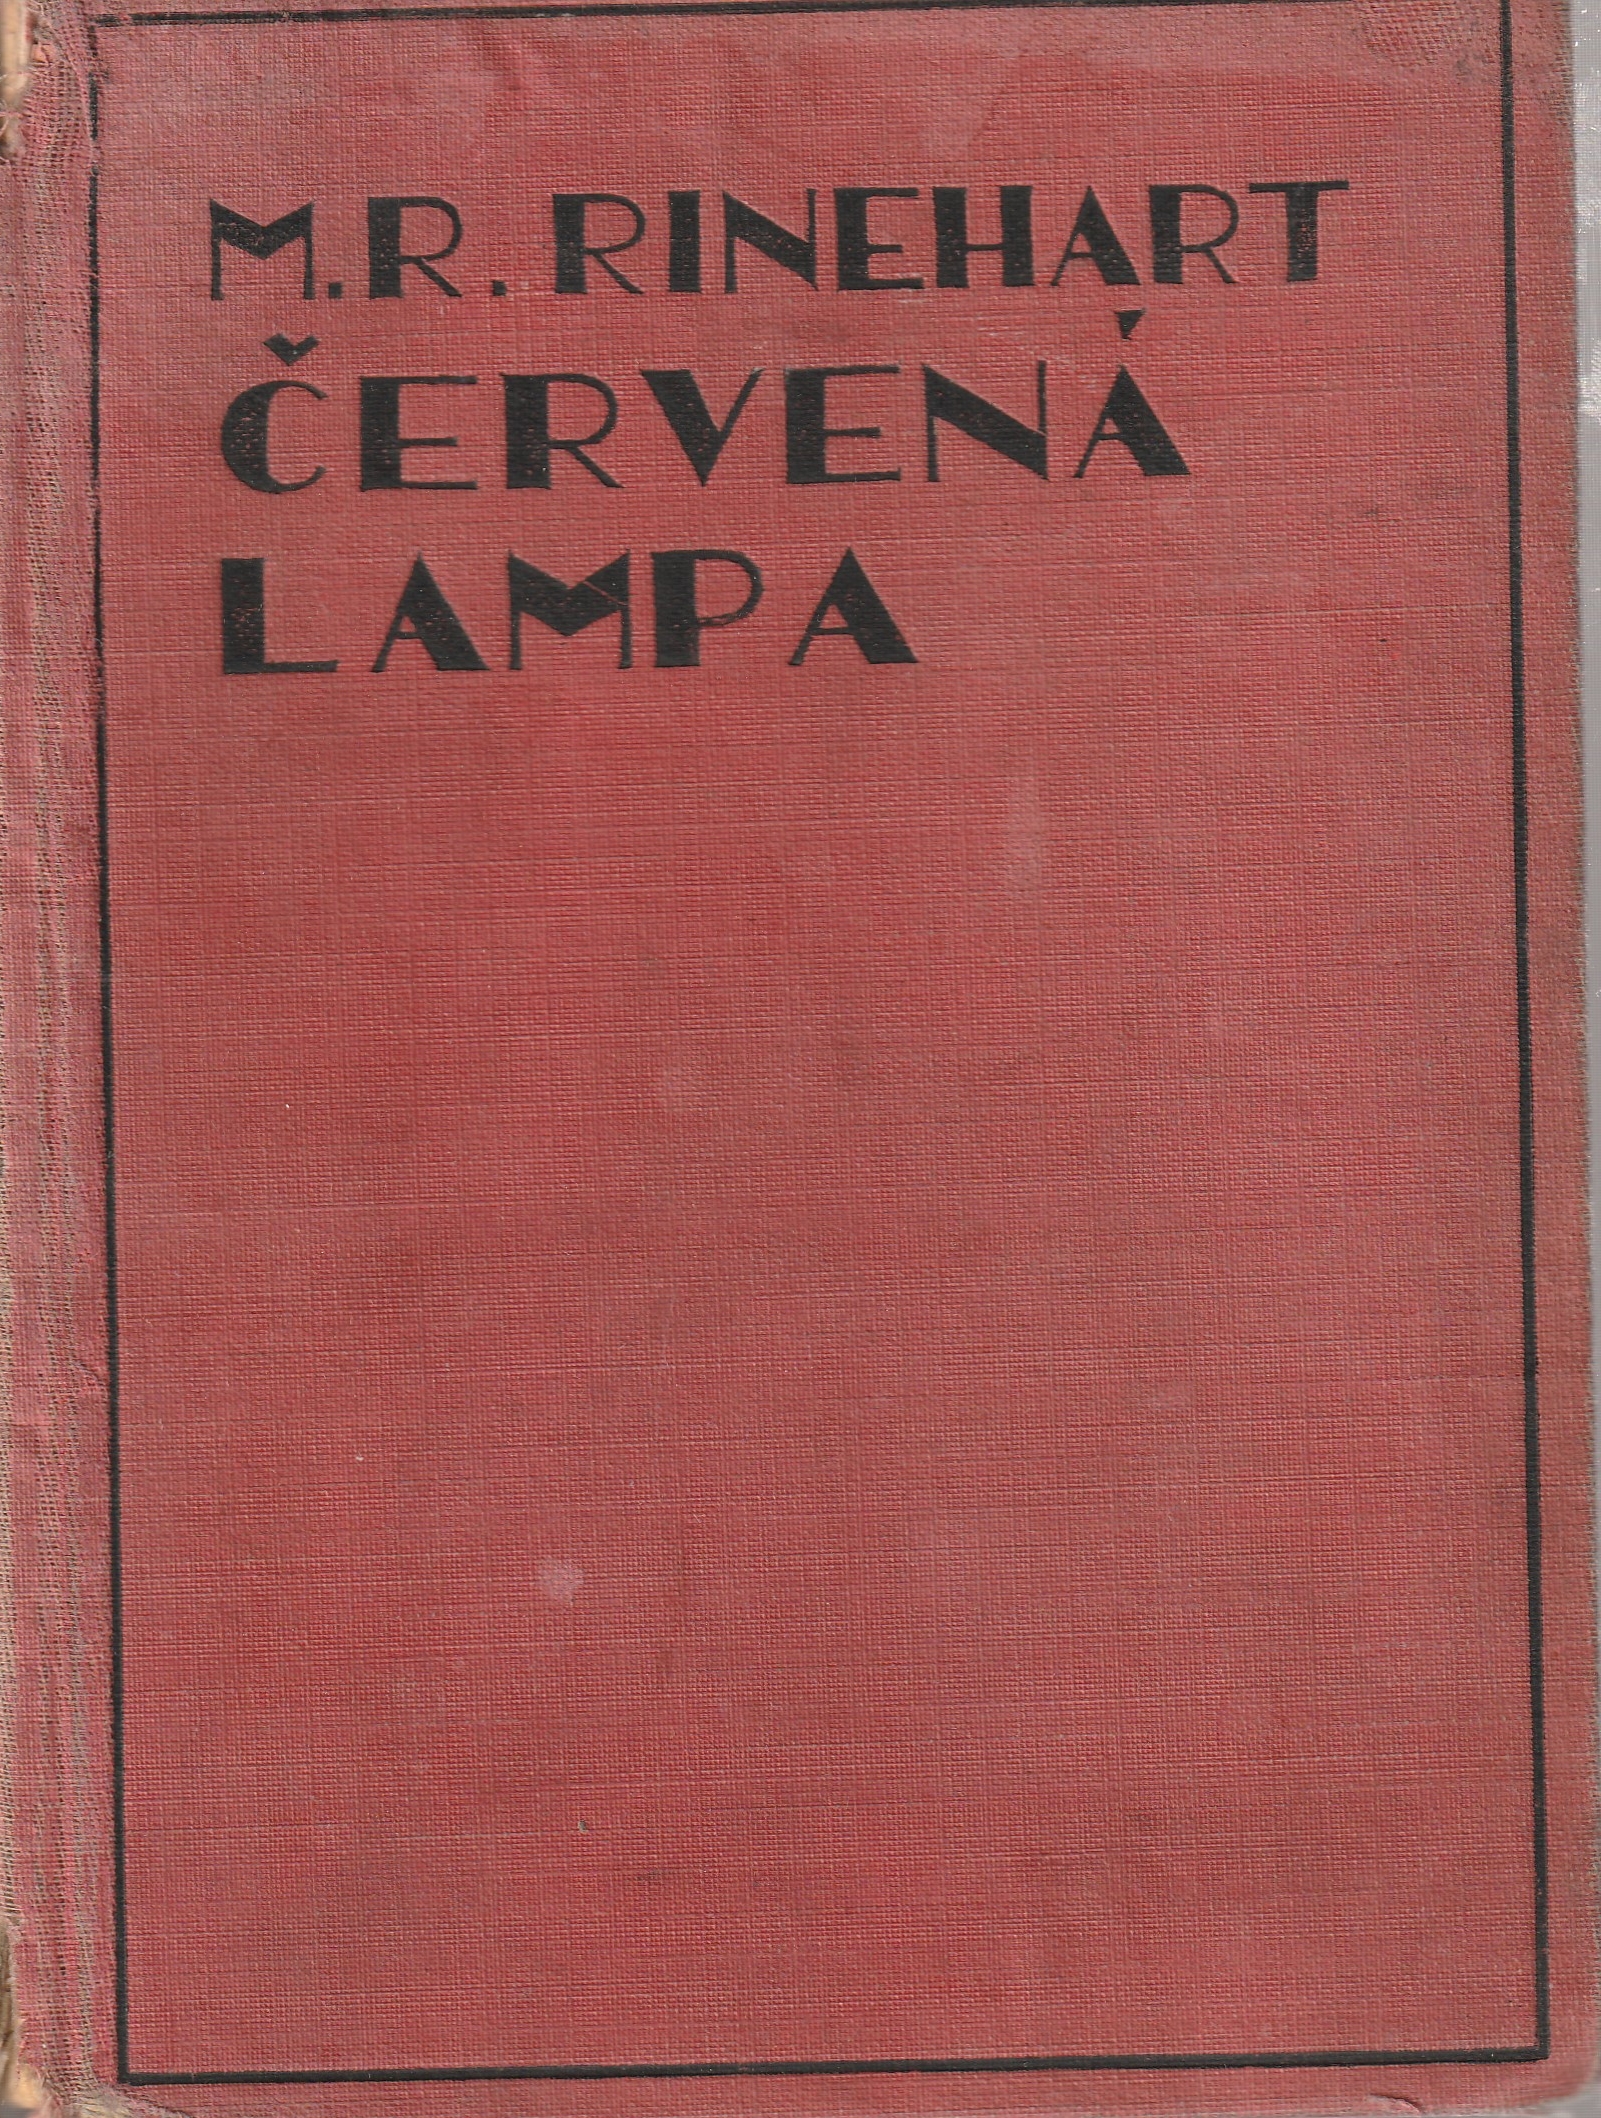 M.R. RINEHART
ČERVENÁ
LAMPA